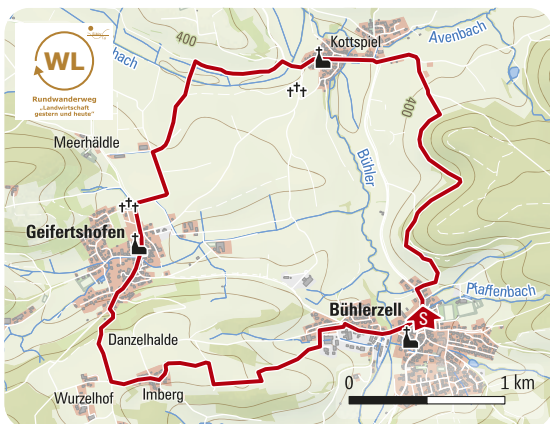 WL
Rundwanderweg
„Landwirtschaft
gestern und heute“
bach
400
Kottspiel
Avenbach
400
Meerhäldle
Bühler
Geifertshofen
Pfaffenbach
Bühlerzell
S
Danzelhalde
Wurzelhof
Imberg
0
1 km